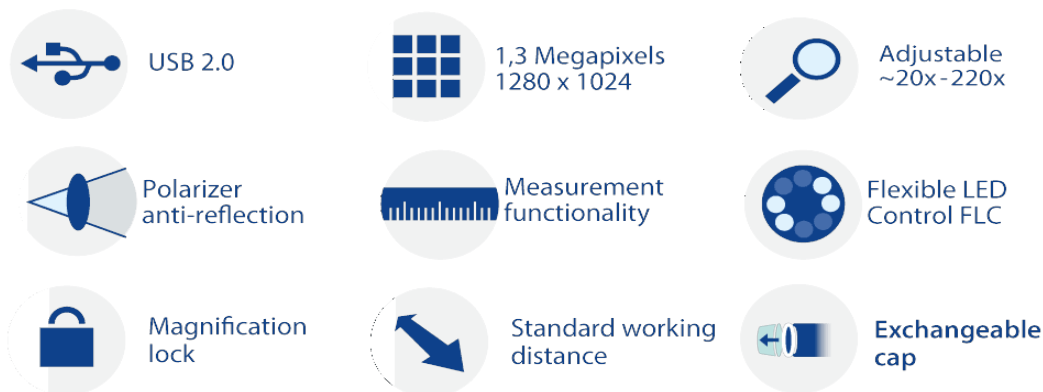 USB 2.0
1,3 Megapixels
1280 x 1024
Adjustable
~20x-220x
Polarizer
anti-reflection
Measurement
functionality
Flexible LED
Control FLC
Magnification
lock
Standard working
distance
Exchangeable
cap